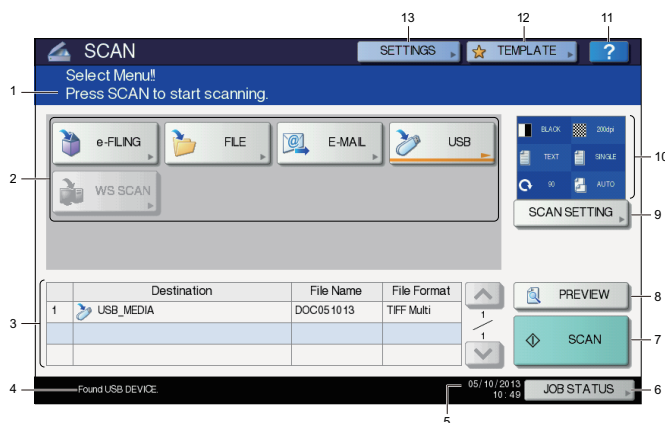 13
12
11
SCAN
SETTINGS
TEMPLATE
?
Select Menu!!
1
Press SCAN to start scanning.
e-FILING
FILE
E-MAIL
USB
BLACK
200dpi
TEXT
SINGLE
10
2
WS SCAN
90
AUTO
SCAN SETTING
9
Destination
File Name
File Format
PREVIEW
8
1
USB_MEDIA
DOC051013
TIFF Multi
1
1
3
SCAN
7
4
Found USB DEVICE.
05/10/2013
10:49
JOB STATUS
6
5